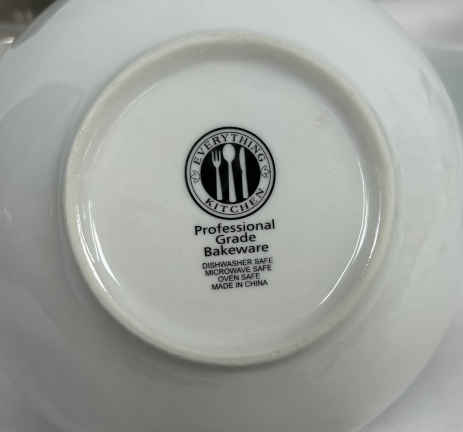 EVERYTHING
KITCHEN
Professional
Grade
Bakeware
DISHWASHER SAFE
MICROWAVE SAFE
OVEN SAFE
MADE IN CHINA